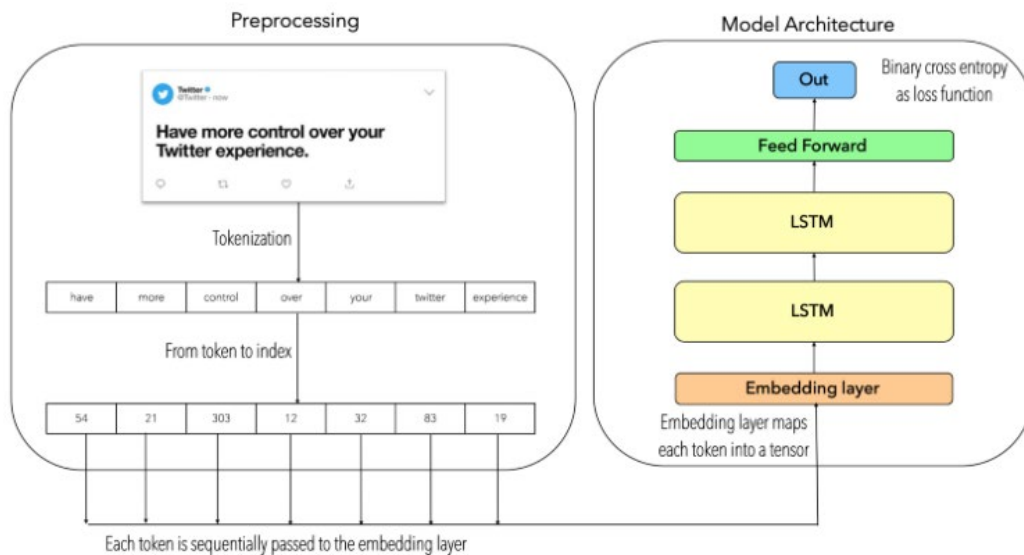 Preprocessing
Twitter
@Twitter · now
Have more control over your
Twitter experience.
Tokenization
have more control over your twitter experience
From token to index
54 21 303 12 32 83 19
Each token is sequentially passed to the embedding layer
Model Architecture
Out
Binary cross entropy
as loss function
Feed Forward
LSTM
LSTM
Embedding layer
Embedding layer maps
each token into a tensor